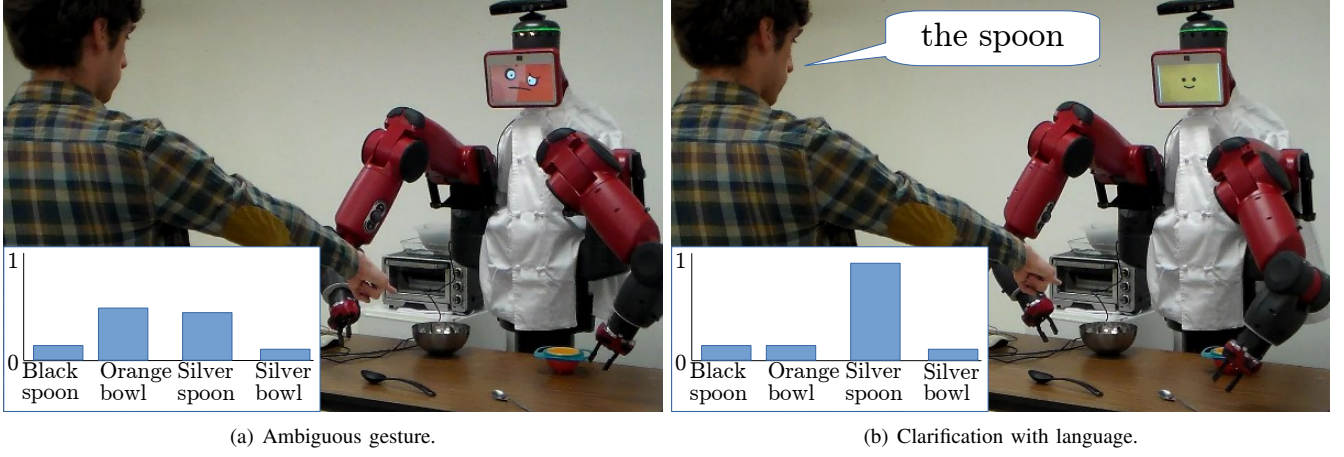 the spoon
1
0
Black spoon
Orange bowl
Silver spoon
Silver bowl
1
0
Black spoon
Orange bowl
Silver spoon
Silver bowl
(a) Ambiguous gesture.
(b) Clarification with language.